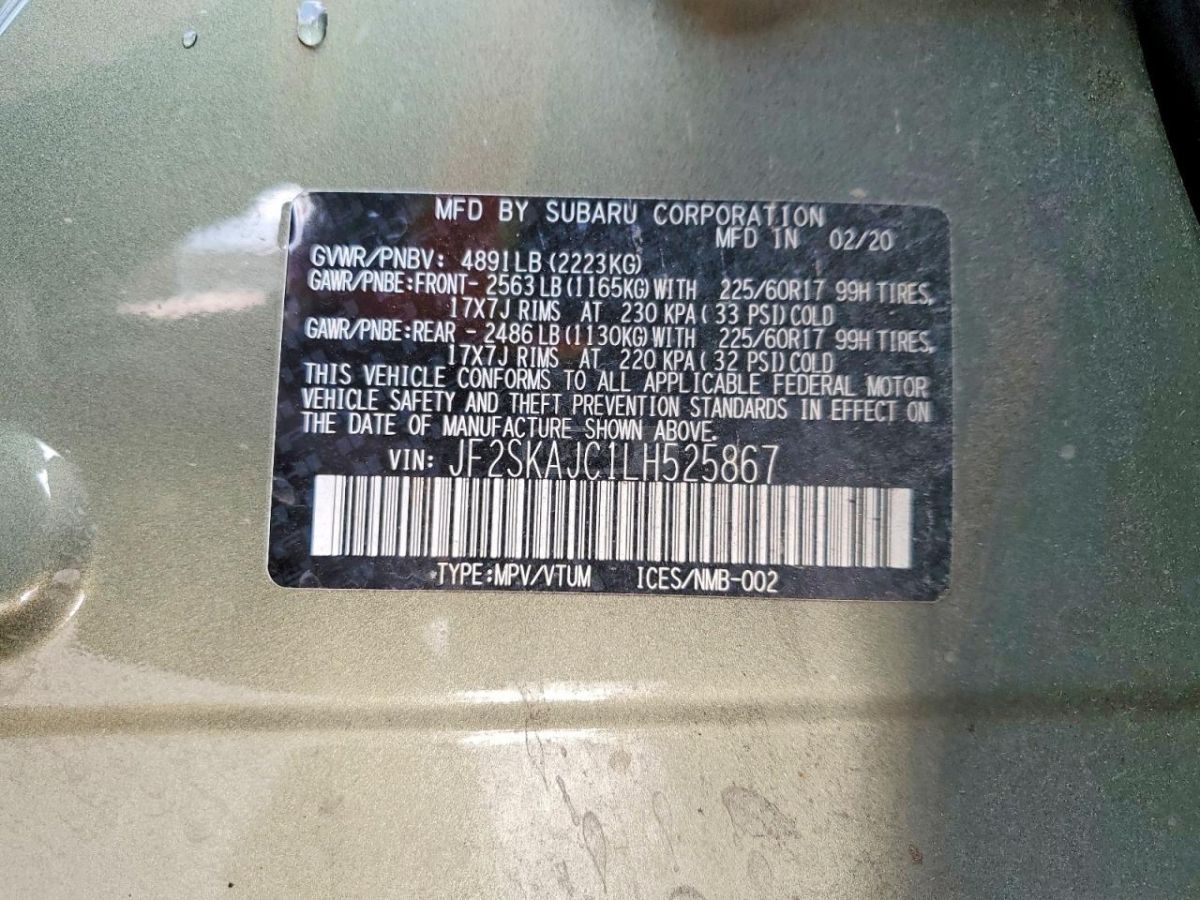 MFD BY SUBARU CORPORATION
MFD IN 02/20
GVWR/PNBV: 4891LB (2223KG)
GAWR/PNBE:FRONT- 2563LB (1165KG) WITH 225/60R17 99H TIRES,
17X7J RIMS AT 230 KPA ( 33 PSI) COLD
GAWR/PNBE:REAR - 2486LB (1130KG) WITH 225/60R17 99H TIRES,
17X7J RIMS AT 220 KPA ( 32 PSI) COLD
THIS VEHICLE CONFORMS TO ALL APPLICABLE FEDERAL MOTOR
VEHICLE SAFETY AND THEFT PREVENTION STANDARDS IN EFFECT ON
THE DATE OF MANUFACTURE SHOWN ABOVE.
VIN: JF2SKAJC1LH525867
TYPE:MPV/VTUM ICES/NMB-002